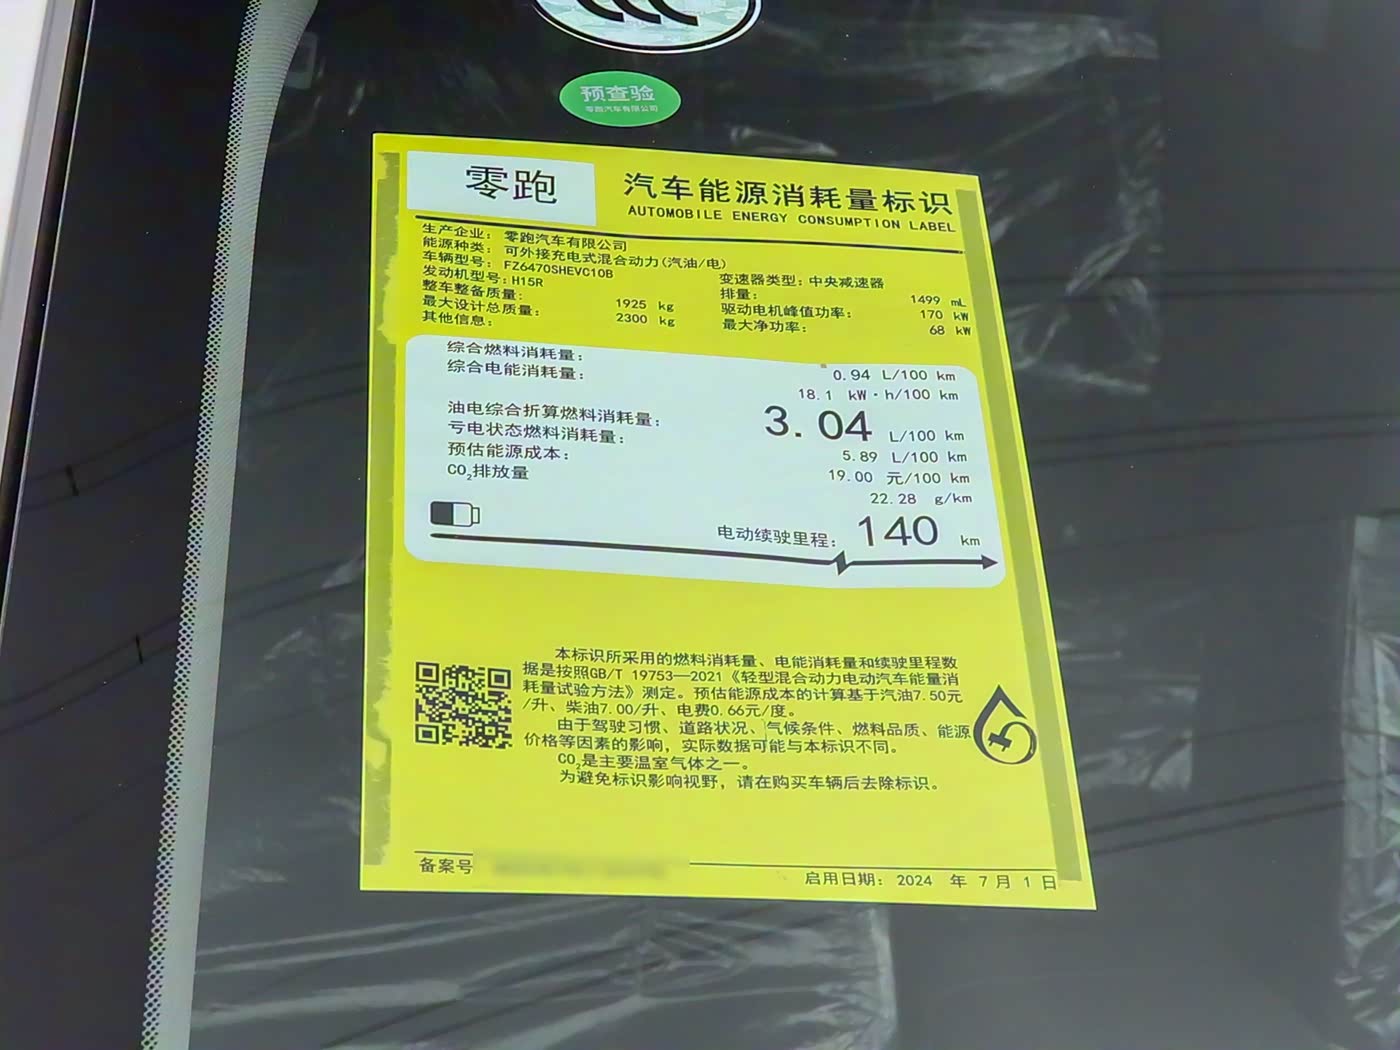 预查验
零跑汽车有限公司
零跑
汽车能源消耗量标识
AUTOMOBILE ENERGY CONSUMPTION LABEL
生产企业: 零跑汽车有限公司
能源种类: 可外接充电式混合动力(汽油/电)
车辆型号: FZ6470SHEVC10B
变速器类型: 中央减速器
发动机型号: H15R
排量: 1499 mL
整车整备质量: 1925 kg
驱动电机峰值功率: 170 kW
最大设计总质量: 2300 kg
最大净功率: 68 kW
其他信息:
综合燃料消耗量: 0.94 L/100 km
综合电能消耗量: 18.1 kW·h/100 km
油电综合折算燃料消耗量: 3.04 L/100 km
亏电状态燃料消耗量: 5.89 L/100 km
预估能源成本: 19.00 元/100 km
CO₂排放量 22.28 g/km
电动续驶里程: 140 km
本标识所采用的燃料消耗量、电能消耗量和续驶里程数
据是按照GB/T 19753—2021《轻型混合动力电动汽车能量消
耗量试验方法》测定。预估能源成本的计算基于汽油7.50元
/升、柴油7.00/升、电费0.66元/度。
由于驾驶习惯、道路状况、气候条件、燃料品质、能源
价格等因素的影响，实际数据可能与本标识不同。
CO₂是主要温室气体之一。
为避免标识影响视野，请在购买车辆后去除标识。
备案号
启用日期: 2024 年 7 月 1 日